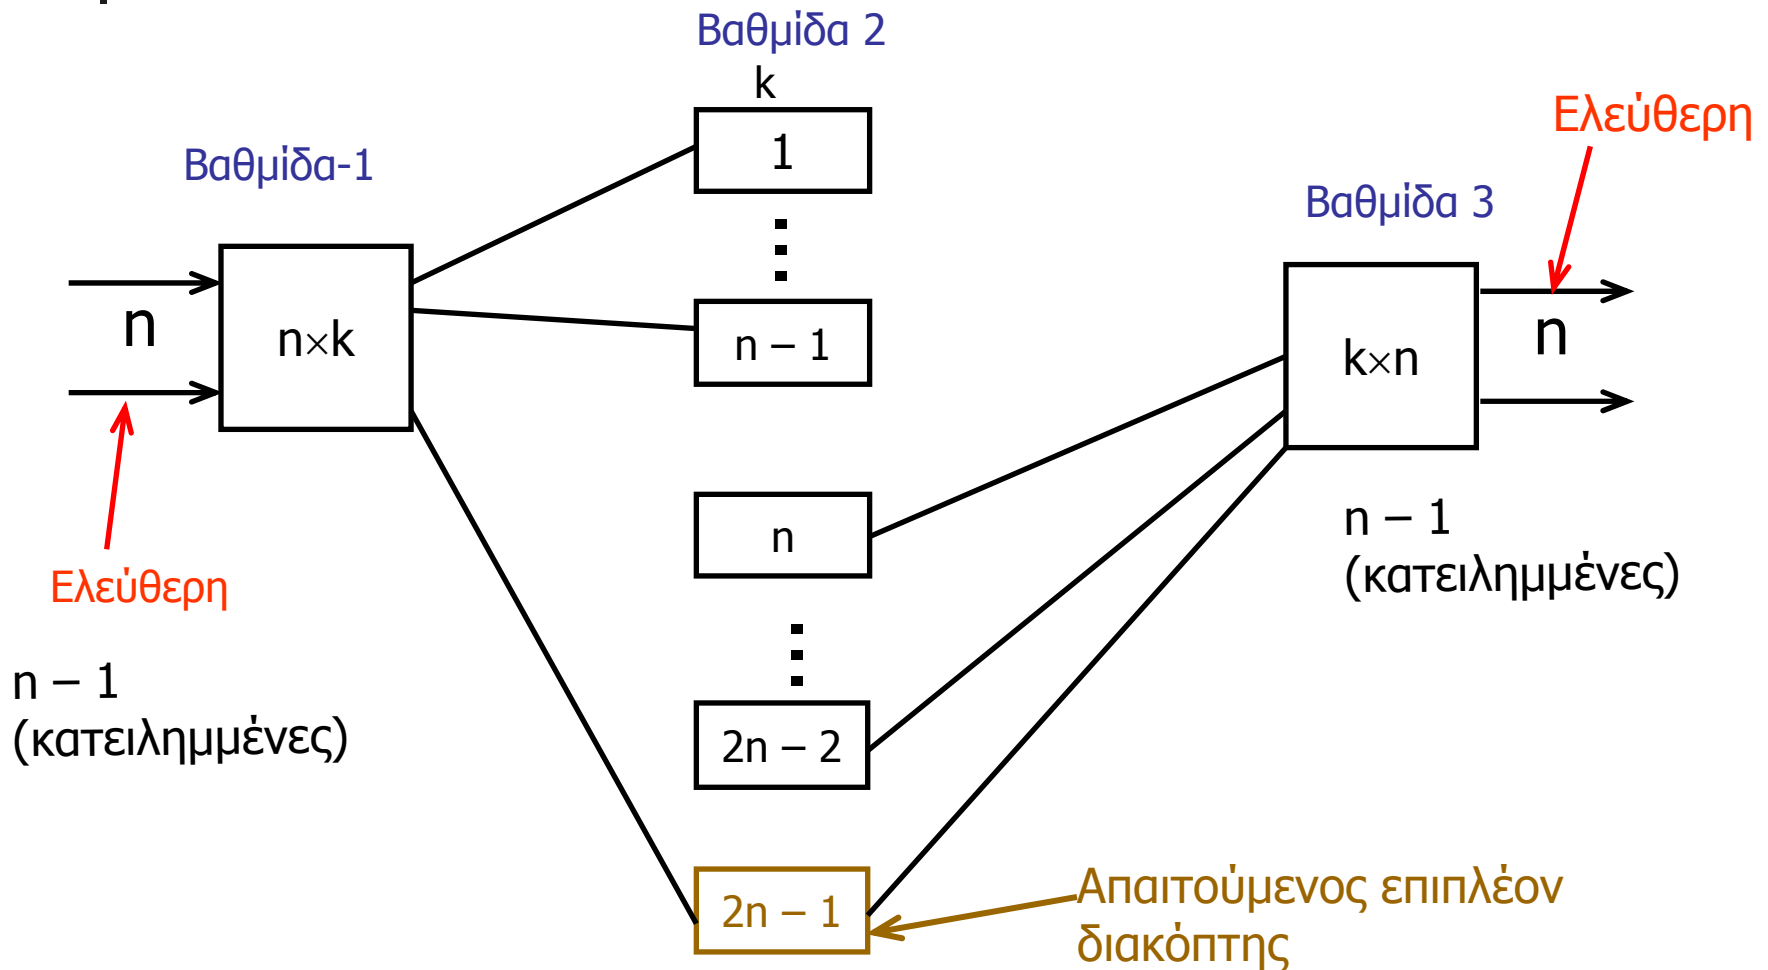 Βαθμίδα 2
k
1
Ελεύθερη
Βαθμίδα-1
Βαθμίδα 3
n
n×k
n – 1
k×n
n
n
n – 1
(κατειλημμένες)
Ελεύθερη
n – 1
(κατειλημμένες)
2n – 2
2n – 1
Απαιτούμενος επιπλέον
διακόπτης